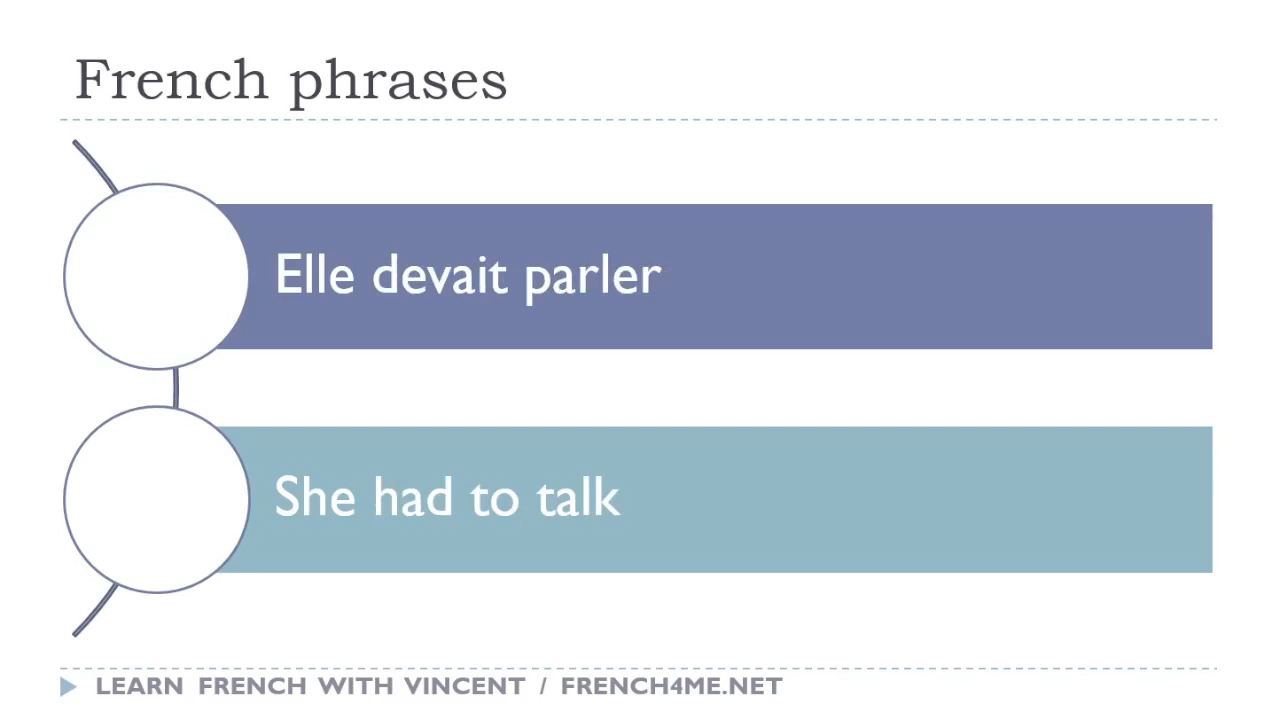 French phrases
Elle devait parler
She had to talk
LEARN FRENCH WITH VINCENT / FRENCH4ME.NET